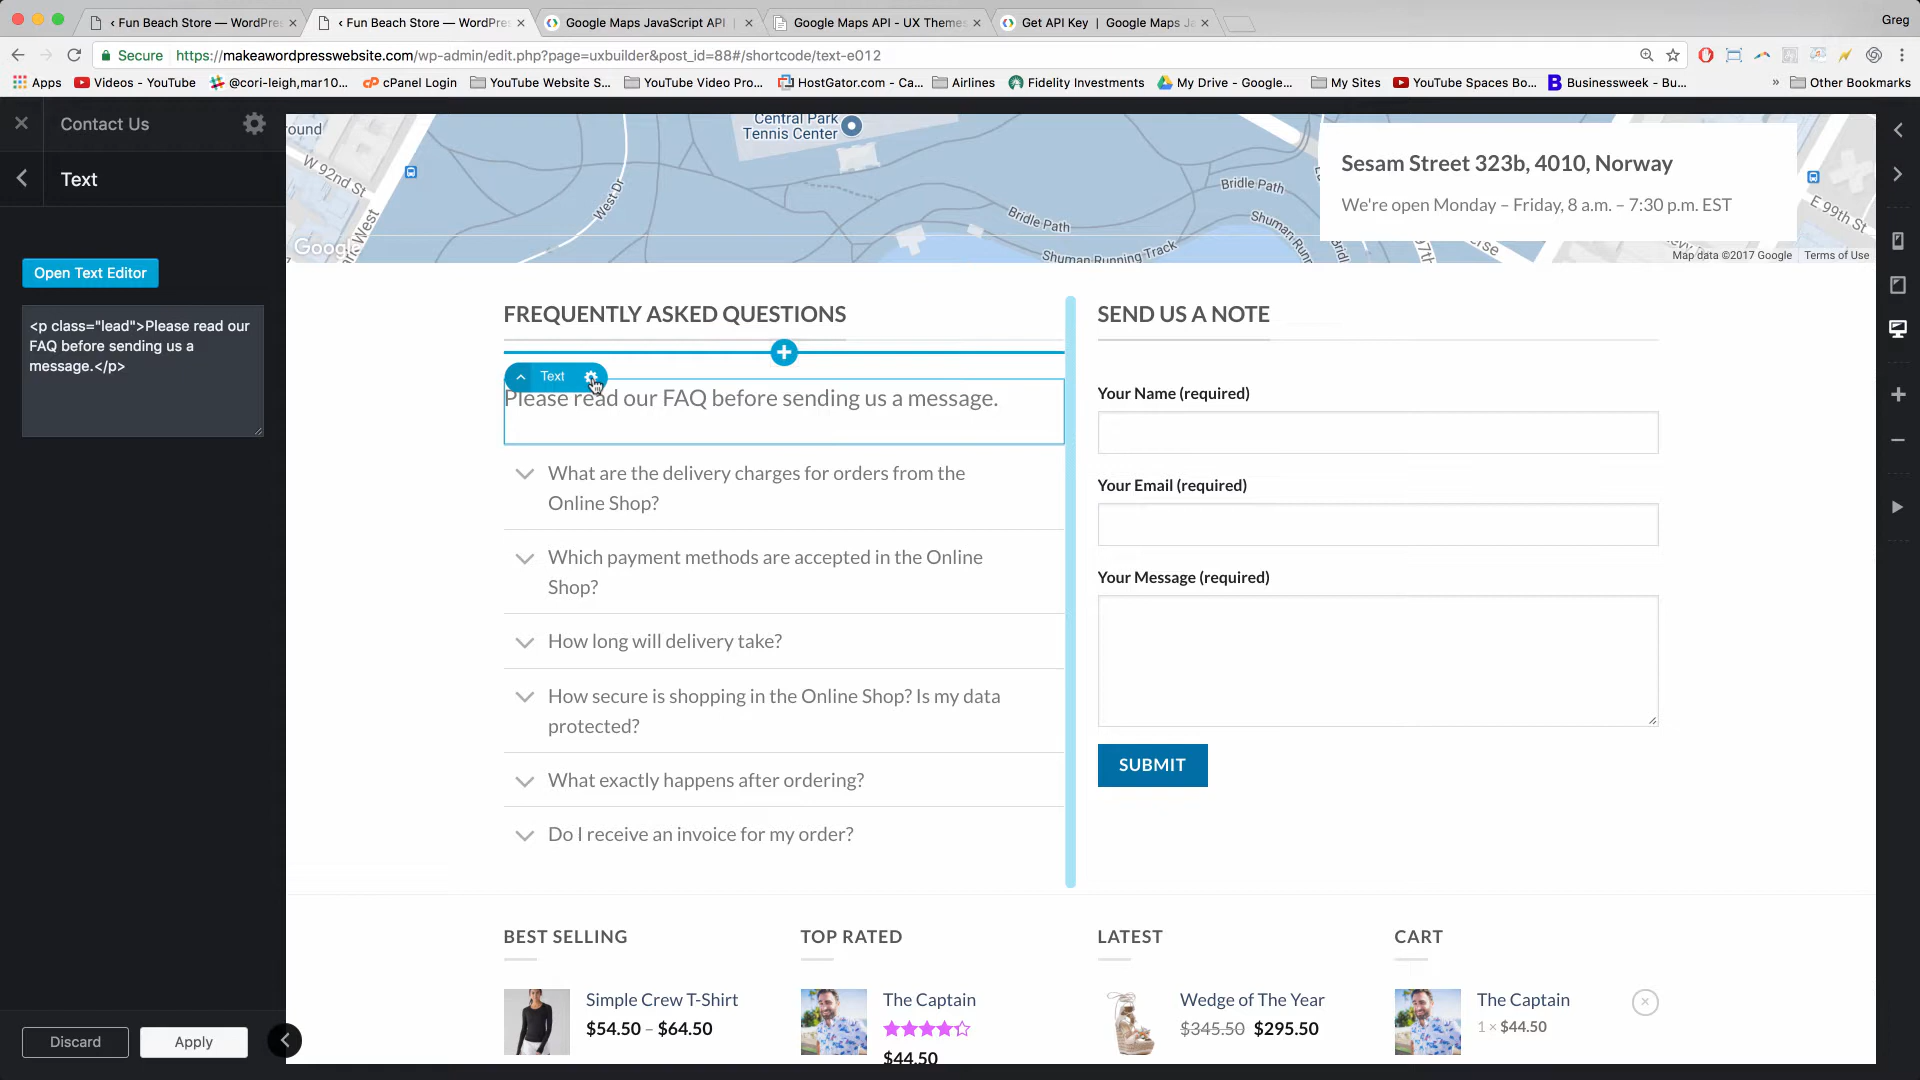 ‹ Fun Beach Store — WordPre
‹ Fun Beach Store — WordPres
Google Maps JavaScript API
Google Maps API - UX Themes
Get API Key | Google Maps Ja
Greg
Secure https://makeawordpresswebsite.com/wp-admin/edit.php?page=uxbuilder&post_id=88#/shortcode/text-e012
Apps Videos - YouTube @cori-leigh,mar10... cPanel Login YouTube Website S... YouTube Video Pro... HostGator.com - Ca... Airlines Fidelity Investments My Drive - Google... My Sites YouTube Spaces Bo... Businessweek - Bu... » Other Bookmarks
Contact Us
Text
Open Text Editor
<p class="lead">Please read our
FAQ before sending us a
message.</p>
Discard
Apply
round
W 92nd St
West
West Dr
Central Park
Tennis Center
Bridle Path
Bridle Path
Shuman Running Track
Shuman Run
E 99th St
Google
Sesam Street 323b, 4010, Norway
We're open Monday – Friday, 8 a.m. – 7:30 p.m. EST
Map data ©2017 Google Terms of Use
FREQUENTLY ASKED QUESTIONS
Text
Please read our FAQ before sending us a message.
What are the delivery charges for orders from the
Online Shop?
Which payment methods are accepted in the Online
Shop?
How long will delivery take?
How secure is shopping in the Online Shop? Is my data
protected?
What exactly happens after ordering?
Do I receive an invoice for my order?
SEND US A NOTE
Your Name (required)
Your Email (required)
Your Message (required)
SUBMIT
BEST SELLING
Simple Crew T-Shirt
$54.50 – $64.50
TOP RATED
The Captain
$44.50
LATEST
Wedge of The Year
$345.50 $295.50
CART
The Captain
1 × $44.50